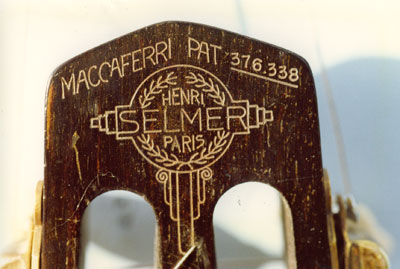 MACCAFERRI PAT 376.338
HENRI
SELMER
PARIS